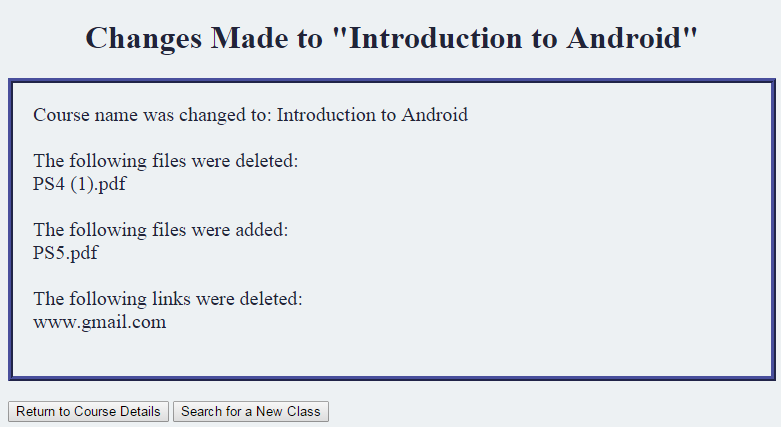 Changes Made to "Introduction to Android"
Course name was changed to: Introduction to Android
The following files were deleted:
PS4 (1).pdf
The following files were added:
PS5.pdf
The following links were deleted:
www.gmail.com
Return to Course Details Search for a New Class